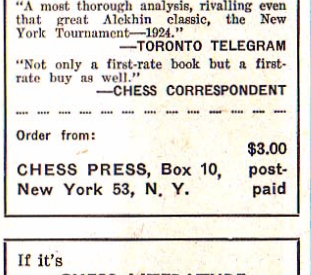 "A most thorough analysis, rivalling even
that great Alekhin classic, the New
York Tournament—1924."
—TORONTO TELEGRAM
"Not only a first-rate book but a first-
rate buy as well."
—CHESS CORRESPONDENT
Order from:
$3.00
CHESS PRESS, Box 10, post-
New York 53, N. Y. paid
If it's